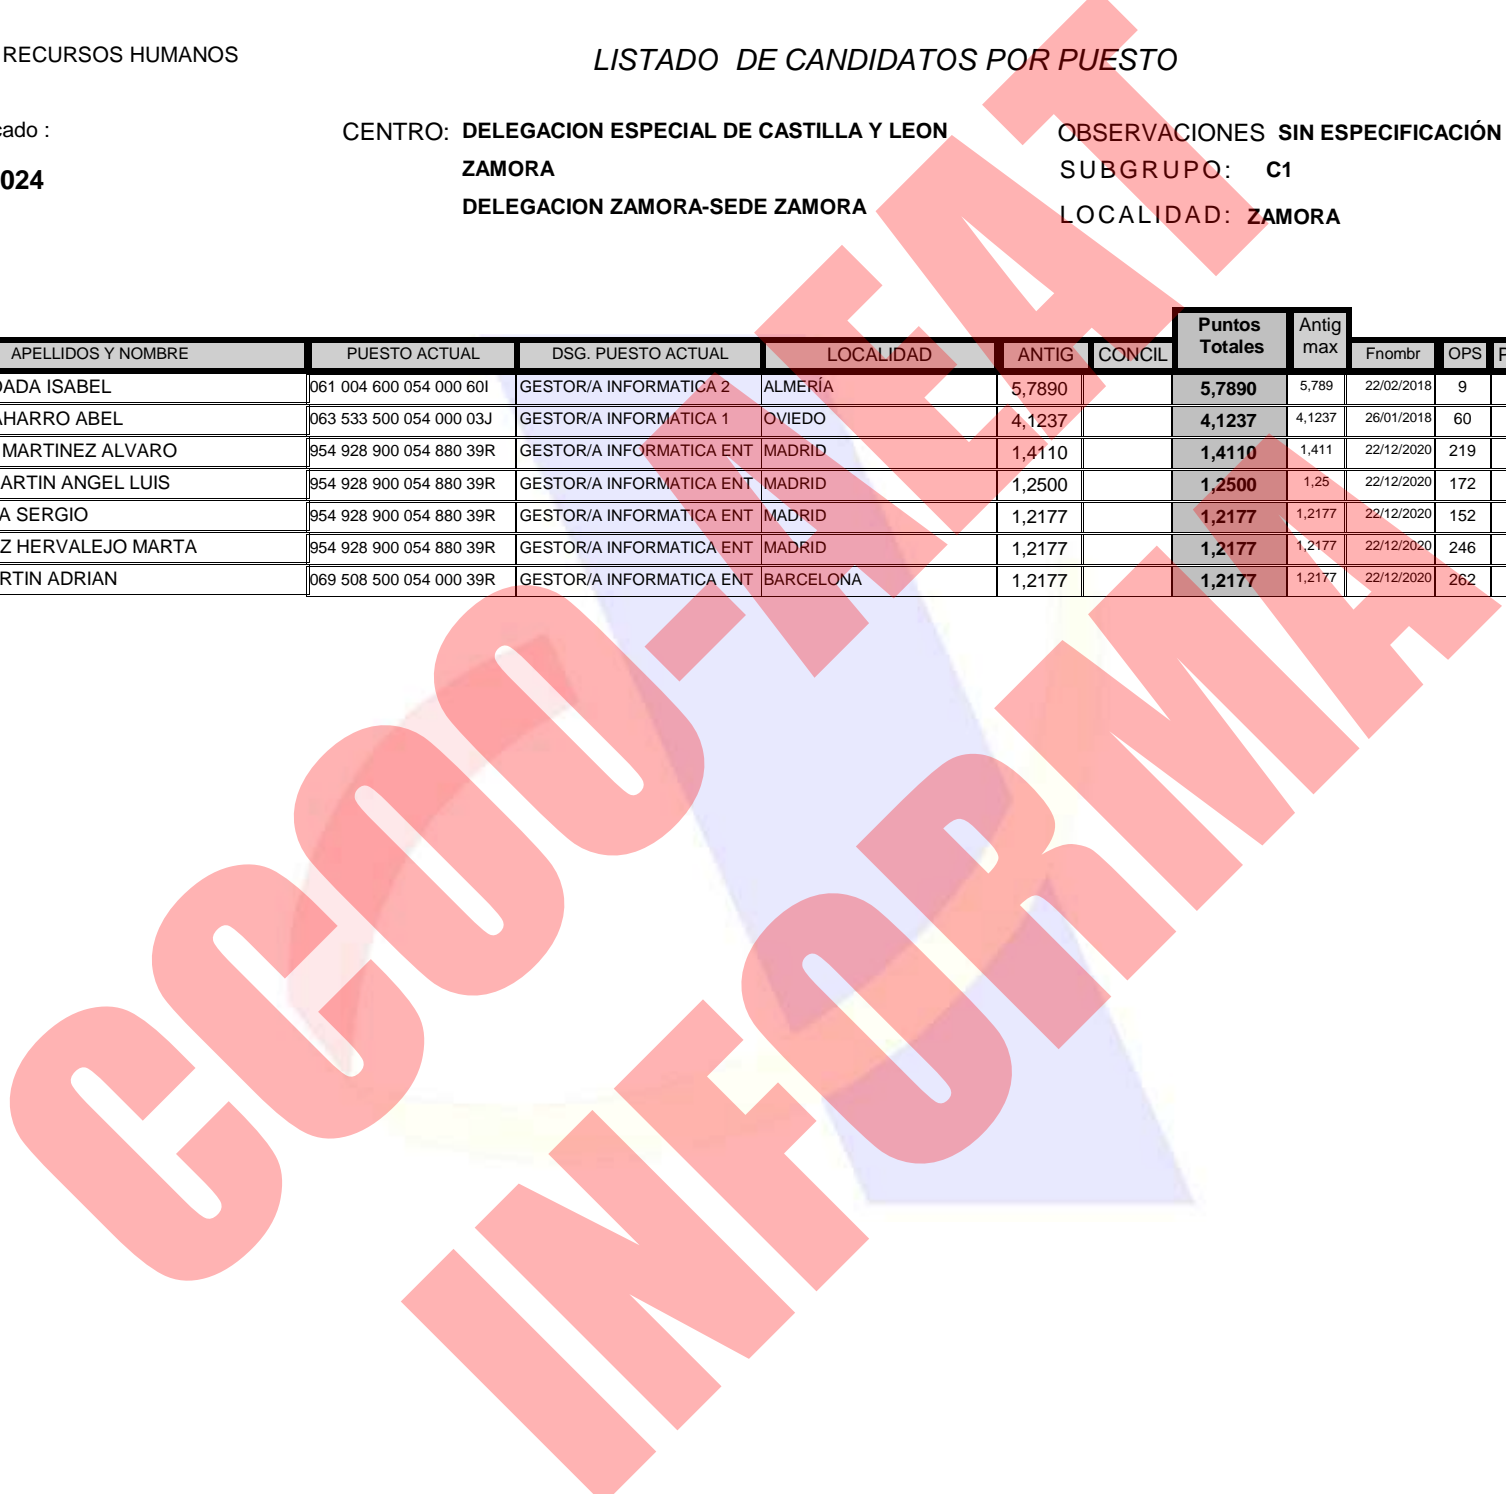 RECURSOS HUMANOS
LISTADO DE CANDIDATOS POR PUESTO
cado :
024
CENTRO: DELEGACION ESPECIAL DE CASTILLA Y LEON
ZAMORA
DELEGACION ZAMORA-SEDE ZAMORA
OBSERVACIONES SIN ESPECIFICACIÓN
SUBGRUPO: C1
LOCALIDAD: ZAMORA
APELLIDOS Y NOMBRE PUESTO ACTUAL DSG. PUESTO ACTUAL LOCALIDAD ANTIG CONCIL Puntos Totales Antig max Fnombr OPS P
DADA ISABEL 061 004 600 054 000 60I GESTOR/A INFORMATICA 2 ALMERÍA 5,7890 5,7890 5,789 22/02/2018 9
AHARRO ABEL 063 533 500 054 000 03J GESTOR/A INFORMATICA 1 OVIEDO 4,1237 4,1237 4,1237 26/01/2018 60
MARTINEZ ALVARO 954 928 900 054 880 39R GESTOR/A INFORMATICA ENT MADRID 1,4110 1,4110 1,411 22/12/2020 219
ARTIN ANGEL LUIS 954 928 900 054 880 39R GESTOR/A INFORMATICA ENT MADRID 1,2500 1,2500 1,25 22/12/2020 172
A SERGIO 954 928 900 054 880 39R GESTOR/A INFORMATICA ENT MADRID 1,2177 1,2177 1,2177 22/12/2020 152
Z HERVALEJO MARTA 954 928 900 054 880 39R GESTOR/A INFORMATICA ENT MADRID 1,2177 1,2177 1,2177 22/12/2020 246
RTIN ADRIAN 069 508 500 054 000 39R GESTOR/A INFORMATICA ENT BARCELONA 1,2177 1,2177 1,2177 22/12/2020 262
CCOO-AEAT
INFORMA